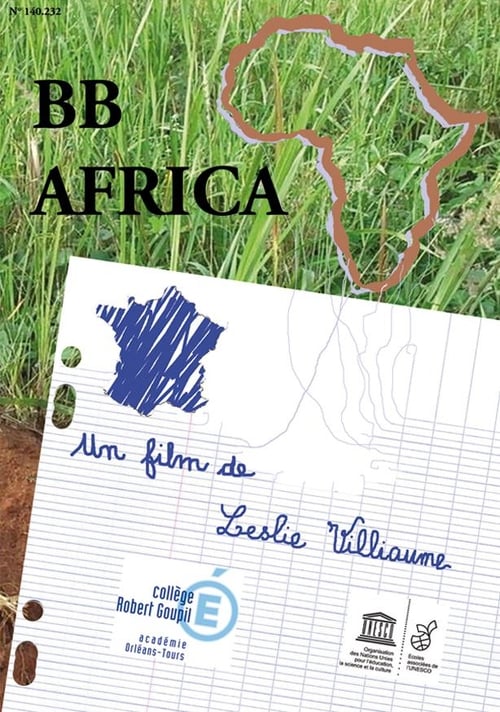 N° 140.232
BB
AFRICA
Un film de
Leslie Villiaume
collège
Robert Goupil
É
académie
Orléans-Tours
UNESCO
Organisation
des Nations Unies
pour l'éducation,
la science et la culture
Écoles
associées de
l'UNESCO